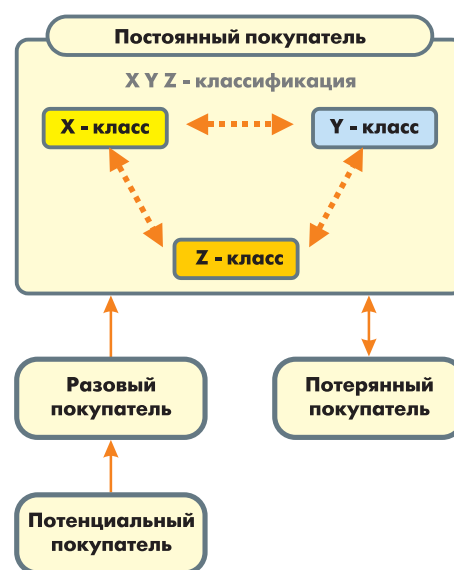 Постоянный покупатель
X Y Z - классификация
X - класс
Y - класс
Z - класс
Разовый
покупатель
Потерянный
покупатель
Потенциальный
покупатель